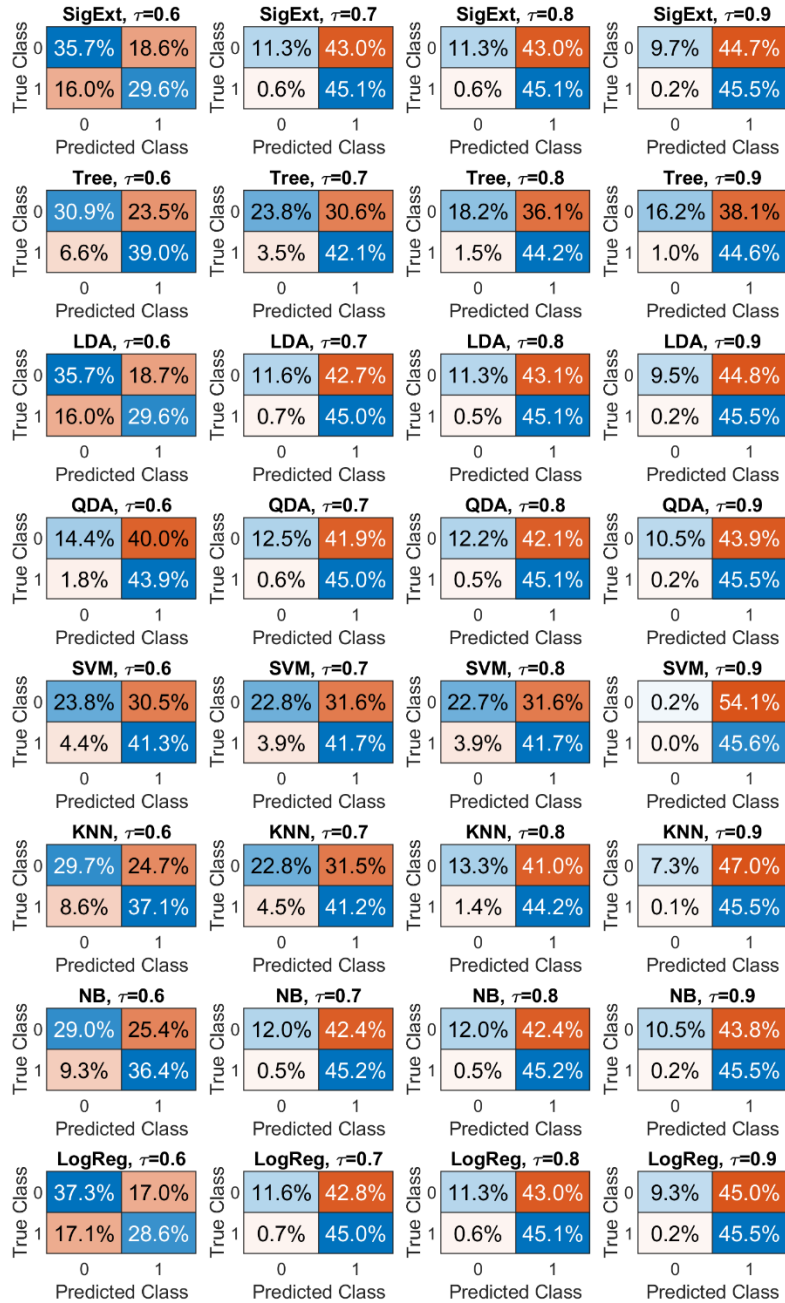 SigExt, τ=0.6 SigExt, τ=0.7 SigExt, τ=0.8 SigExt, τ=0.9
True Class 0 35.7% 18.6% True Class 0 11.3% 43.0% True Class 0 11.3% 43.0% True Class 0 9.7% 44.7%
1 16.0% 29.6% 1 0.6% 45.1% 1 0.6% 45.1% 1 0.2% 45.5%
0 1 0 1 0 1 0 1
Predicted Class Predicted Class Predicted Class Predicted Class
Tree, τ=0.6 Tree, τ=0.7 Tree, τ=0.8 Tree, τ=0.9
True Class 0 30.9% 23.5% True Class 0 23.8% 30.6% True Class 0 18.2% 36.1% True Class 0 16.2% 38.1%
1 6.6% 39.0% 1 3.5% 42.1% 1 1.5% 44.2% 1 1.0% 44.6%
0 1 0 1 0 1 0 1
Predicted Class Predicted Class Predicted Class Predicted Class
LDA, τ=0.6 LDA, τ=0.7 LDA, τ=0.8 LDA, τ=0.9
True Class 0 35.7% 18.7% True Class 0 11.6% 42.7% True Class 0 11.3% 43.1% True Class 0 9.5% 44.8%
1 16.0% 29.6% 1 0.7% 45.0% 1 0.5% 45.1% 1 0.2% 45.5%
0 1 0 1 0 1 0 1
Predicted Class Predicted Class Predicted Class Predicted Class
QDA, τ=0.6 QDA, τ=0.7 QDA, τ=0.8 QDA, τ=0.9
True Class 0 14.4% 40.0% True Class 0 12.5% 41.9% True Class 0 12.2% 42.1% True Class 0 10.5% 43.9%
1 1.8% 43.9% 1 0.6% 45.0% 1 0.5% 45.1% 1 0.2% 45.5%
0 1 0 1 0 1 0 1
Predicted Class Predicted Class Predicted Class Predicted Class
SVM, τ=0.6 SVM, τ=0.7 SVM, τ=0.8 SVM, τ=0.9
True Class 0 23.8% 30.5% True Class 0 22.8% 31.6% True Class 0 22.7% 31.6% True Class 0 0.2% 54.1%
1 4.4% 41.3% 1 3.9% 41.7% 1 3.9% 41.7% 1 0.0% 45.6%
0 1 0 1 0 1 0 1
Predicted Class Predicted Class Predicted Class Predicted Class
KNN, τ=0.6 KNN, τ=0.7 KNN, τ=0.8 KNN, τ=0.9
True Class 0 29.7% 24.7% True Class 0 22.8% 31.5% True Class 0 13.3% 41.0% True Class 0 7.3% 47.0%
1 8.6% 37.1% 1 4.5% 41.2% 1 1.4% 44.2% 1 0.1% 45.5%
0 1 0 1 0 1 0 1
Predicted Class Predicted Class Predicted Class Predicted Class
NB, τ=0.6 NB, τ=0.7 NB, τ=0.8 NB, τ=0.9
True Class 0 29.0% 25.4% True Class 0 12.0% 42.4% True Class 0 12.0% 42.4% True Class 0 10.5% 43.8%
1 9.3% 36.4% 1 0.5% 45.2% 1 0.5% 45.2% 1 0.2% 45.5%
0 1 0 1 0 1 0 1
Predicted Class Predicted Class Predicted Class Predicted Class
LogReg, τ=0.6 LogReg, τ=0.7 LogReg, τ=0.8 LogReg, τ=0.9
True Class 0 37.3% 17.0% True Class 0 11.6% 42.8% True Class 0 11.3% 43.0% True Class 0 9.3% 45.0%
1 17.1% 28.6% 1 0.7% 45.0% 1 0.6% 45.1% 1 0.2% 45.5%
0 1 0 1 0 1 0 1
Predicted Class Predicted Class Predicted Class Predicted Class